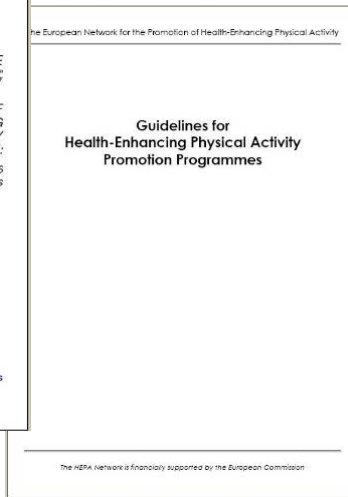 he European Network for the Promotion of Health-Enhancing Physical Activity
Guidelines for
Health-Enhancing Physical Activity
Promotion Programmes
The HEPA Network is financially supported by the European Commission